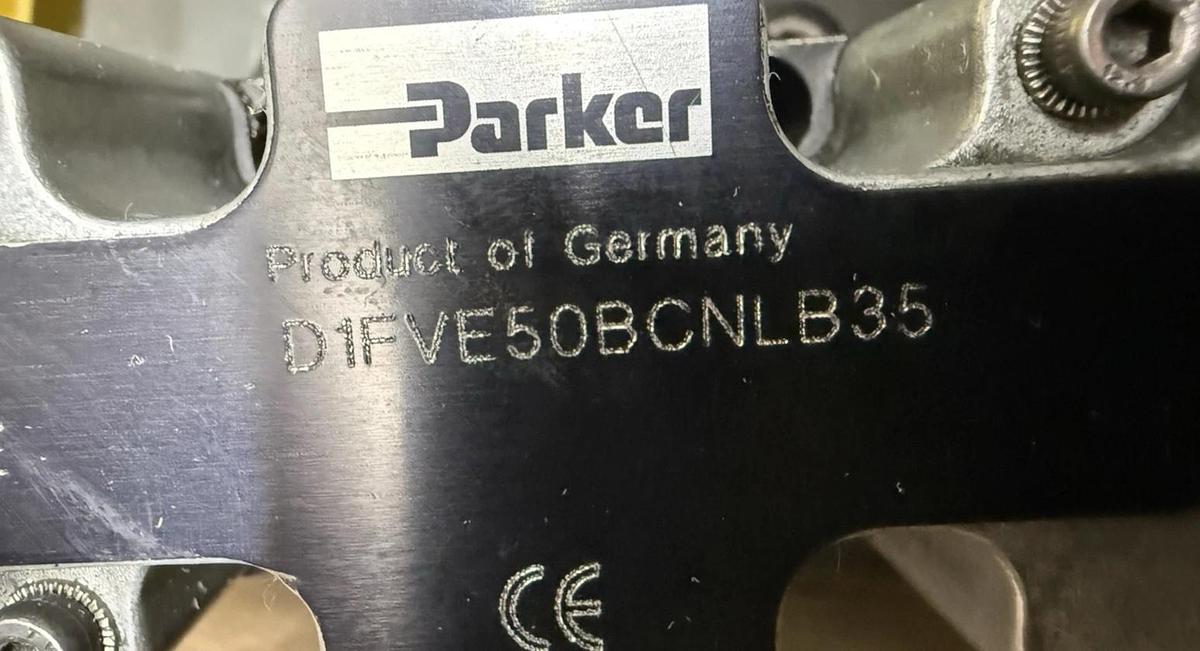 Parker
Product of Germany
D1FVE50BCNLB35
CE